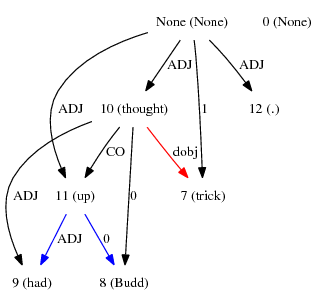 None (None) 0 (None)
ADJ ADJ
ADJ 10 (thought) 1 12 (.)
CO dobj
ADJ 11 (up) 0 7 (trick)
ADJ 0
9 (had) 8 (Budd)